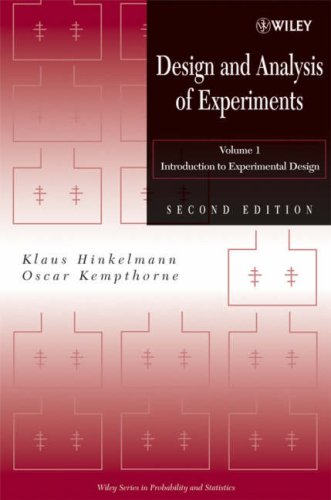 WILEY
Design and Analysis
of Experiments
Volume 1
Introduction to Experimental Design
SECOND EDITION
Klaus Hinkelmann
Oscar Kempthorne
Wiley Series in Probability and Statistics